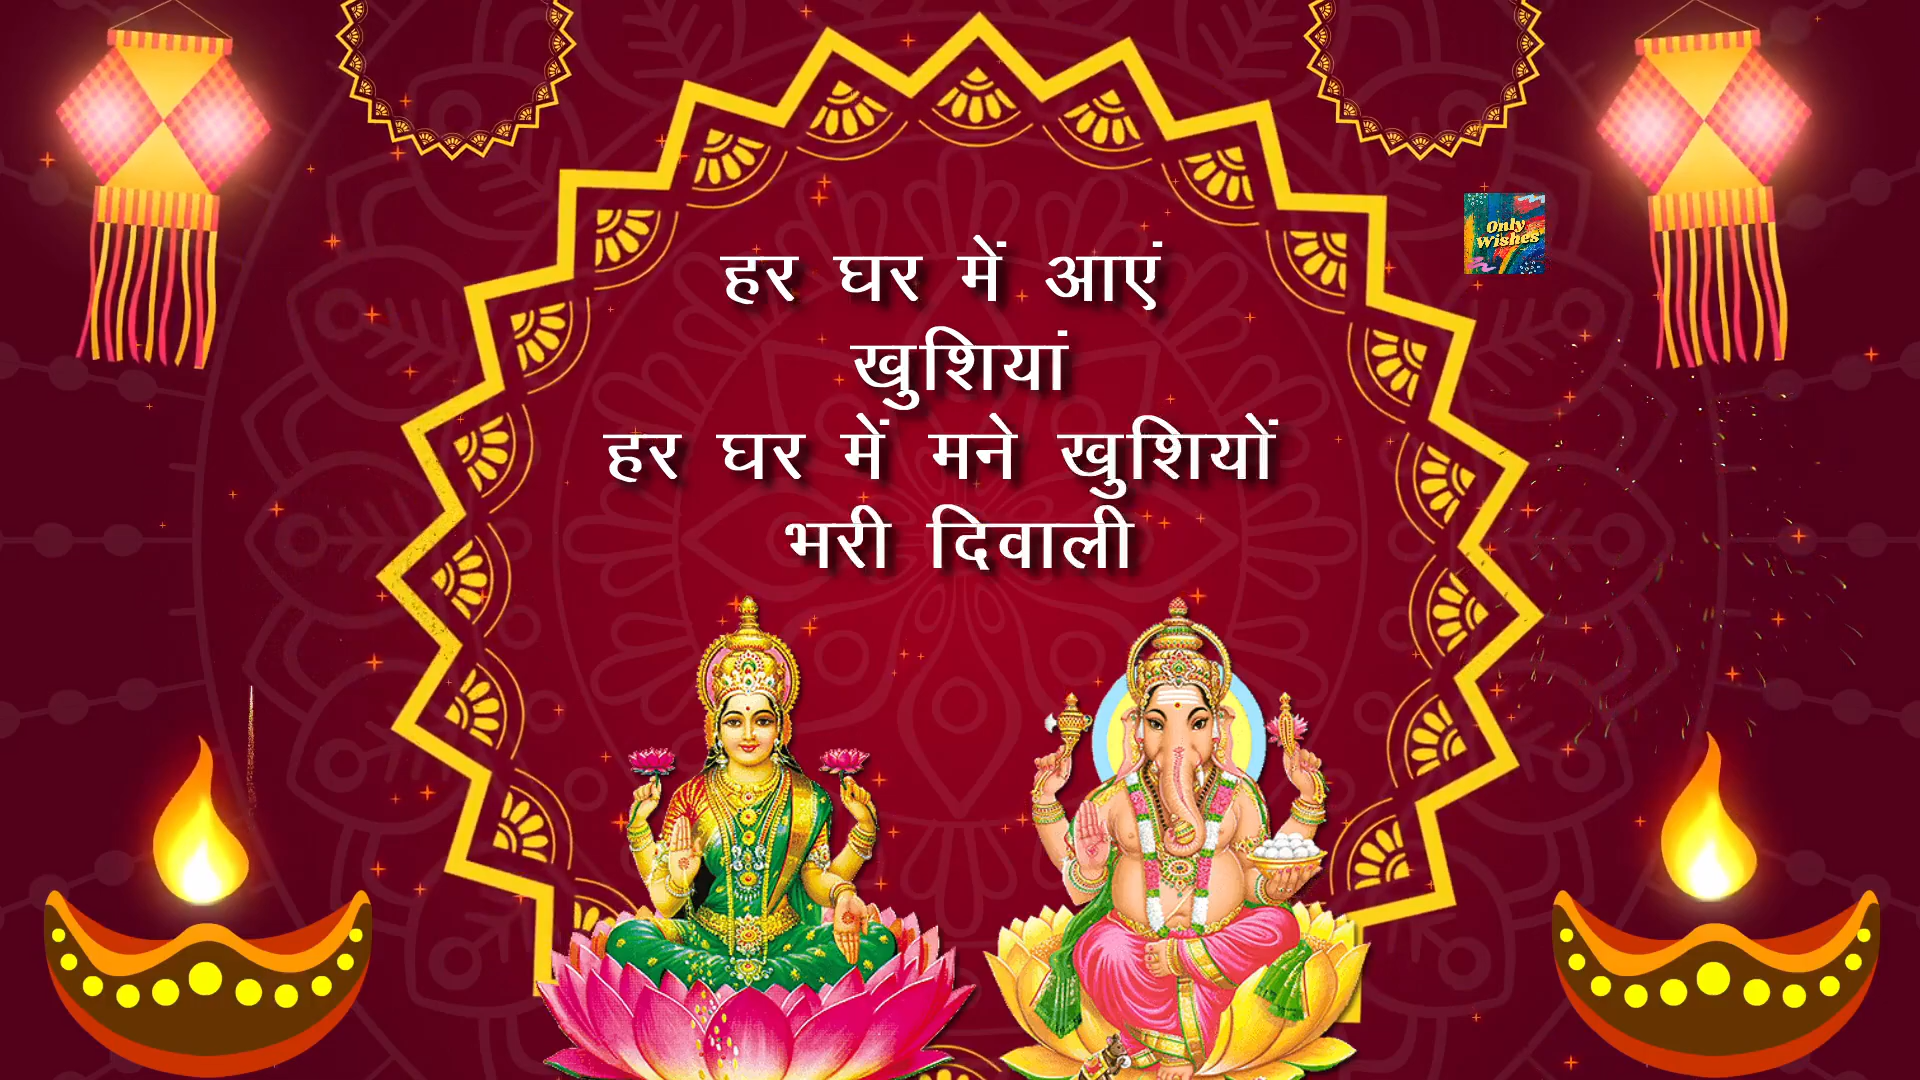 हर घर में आएं
खुशियां
हर घर में मने खुशियों
भरी दिवाली
Only
Wishes